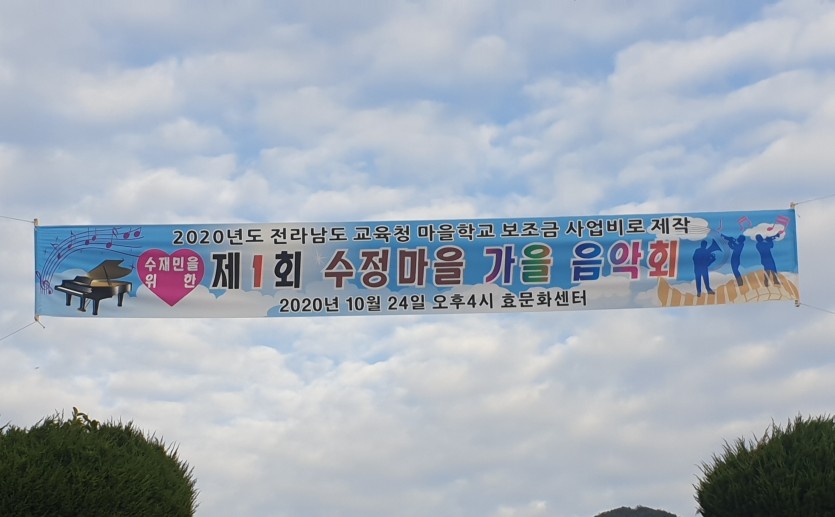 2020년도 전라남도 교육청 마을학교 보조금 사업비로 제작
수재민을
위한
제1회 수정마을 가을 음악회
2020년 10월 24일 오후4시 효문화센터